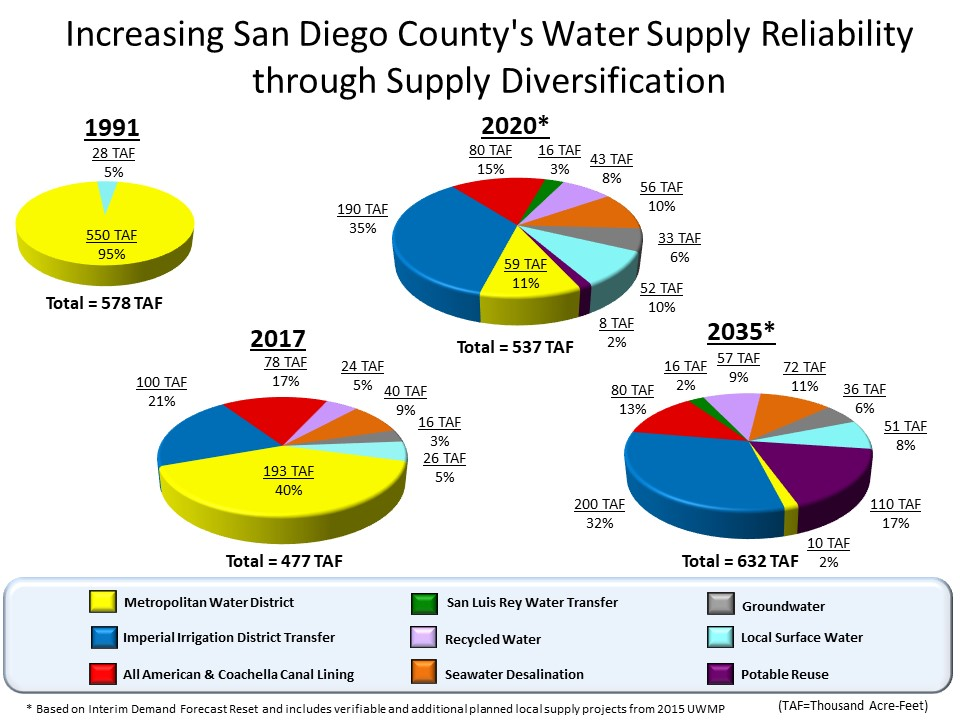 Increasing San Diego County's Water Supply Reliability
through Supply Diversification
1991
28 TAF
5%
550 TAF
95%
Total = 578 TAF
2020*
80 TAF
15%
16 TAF
3%
43 TAF
8%
56 TAF
10%
33 TAF
6%
52 TAF
10%
8 TAF
2%
59 TAF
11%
190 TAF
35%
Total = 537 TAF
2017
78 TAF
17%
24 TAF
5%
40 TAF
9%
16 TAF
3%
26 TAF
5%
193 TAF
40%
100 TAF
21%
Total = 477 TAF
2035*
57 TAF
9%
72 TAF
11%
36 TAF
6%
51 TAF
8%
110 TAF
17%
10 TAF
2%
200 TAF
32%
80 TAF
13%
16 TAF
2%
Total = 632 TAF
Metropolitan Water District
Imperial Irrigation District Transfer
All American & Coachella Canal Lining
San Luis Rey Water Transfer
Recycled Water
Seawater Desalination
Groundwater
Local Surface Water
Potable Reuse
* Based on Interim Demand Forecast Reset and includes verifiable and additional planned local supply projects from 2015 UWMP
(TAF=Thousand Acre-Feet)